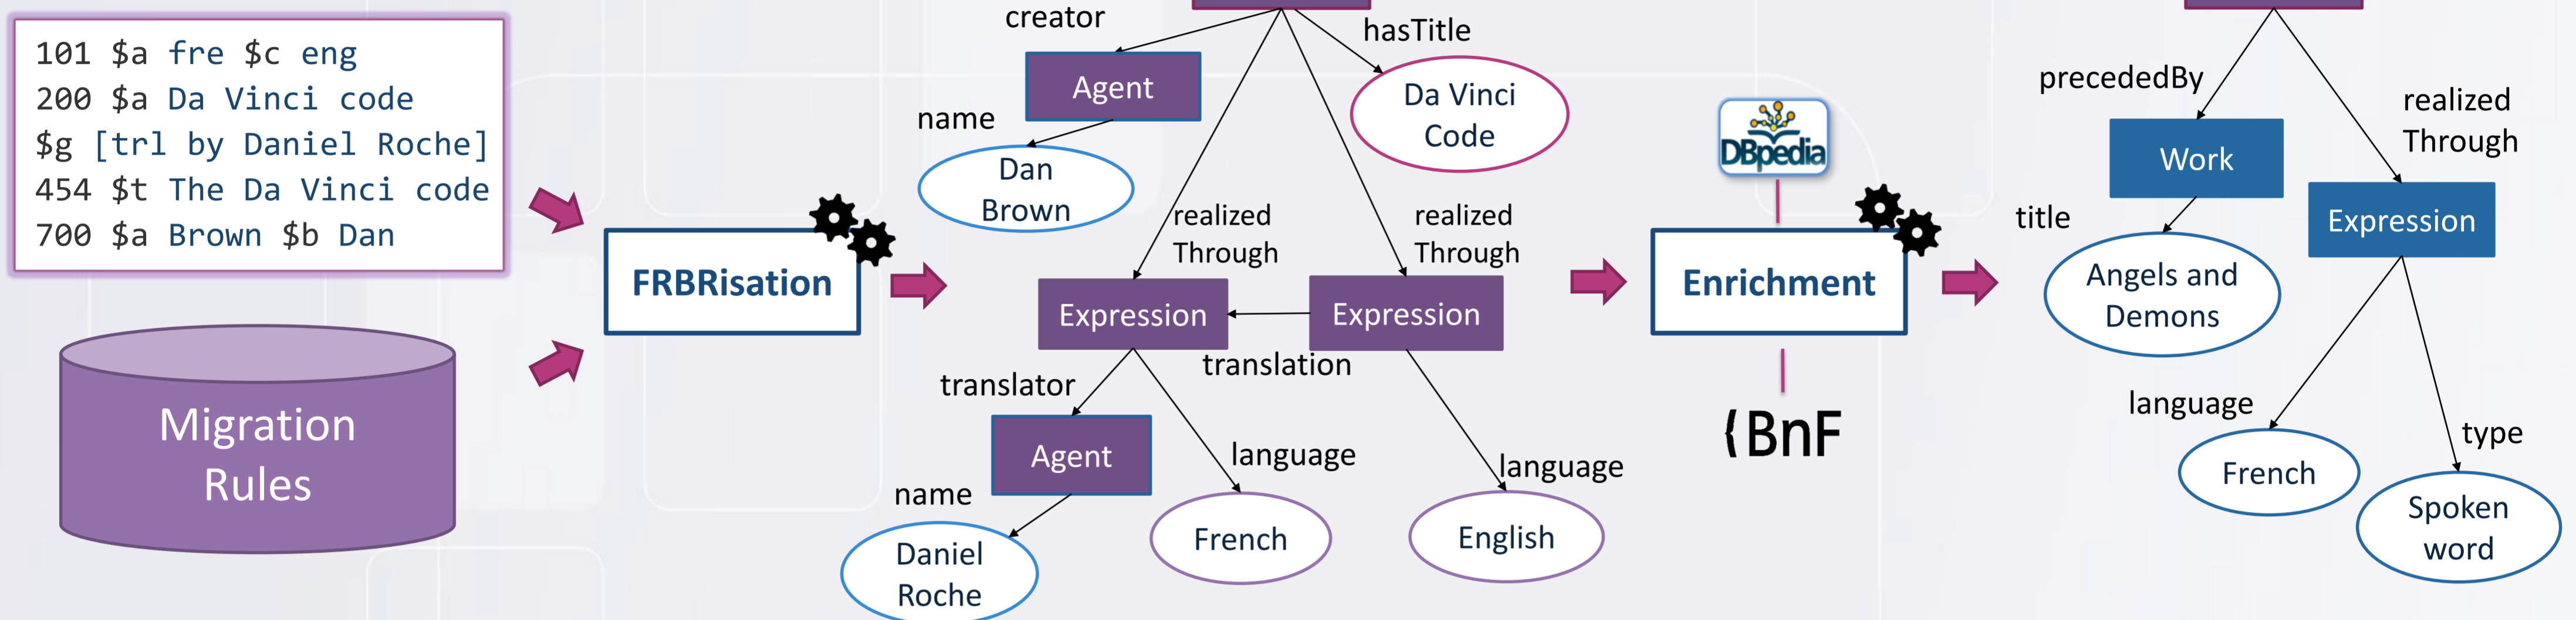 101 $a fre $c eng
200 $a Da Vinci code
$g [trl by Daniel Roche]
454 $t The Da Vinci code
700 $a Brown $b Dan
Migration
Rules
FRBRisation
creator
hasTitle
Agent
Da Vinci
Code
name
Dan
Brown
realized
Through
realized
Through
Expression
Expression
translation
translator
Agent
language
language
name
French
English
Daniel
Roche
DBpedia
Enrichment
{BnF
precededBy
realized
Through
Work
Expression
title
Angels and
Demons
language
type
French
Spoken
word